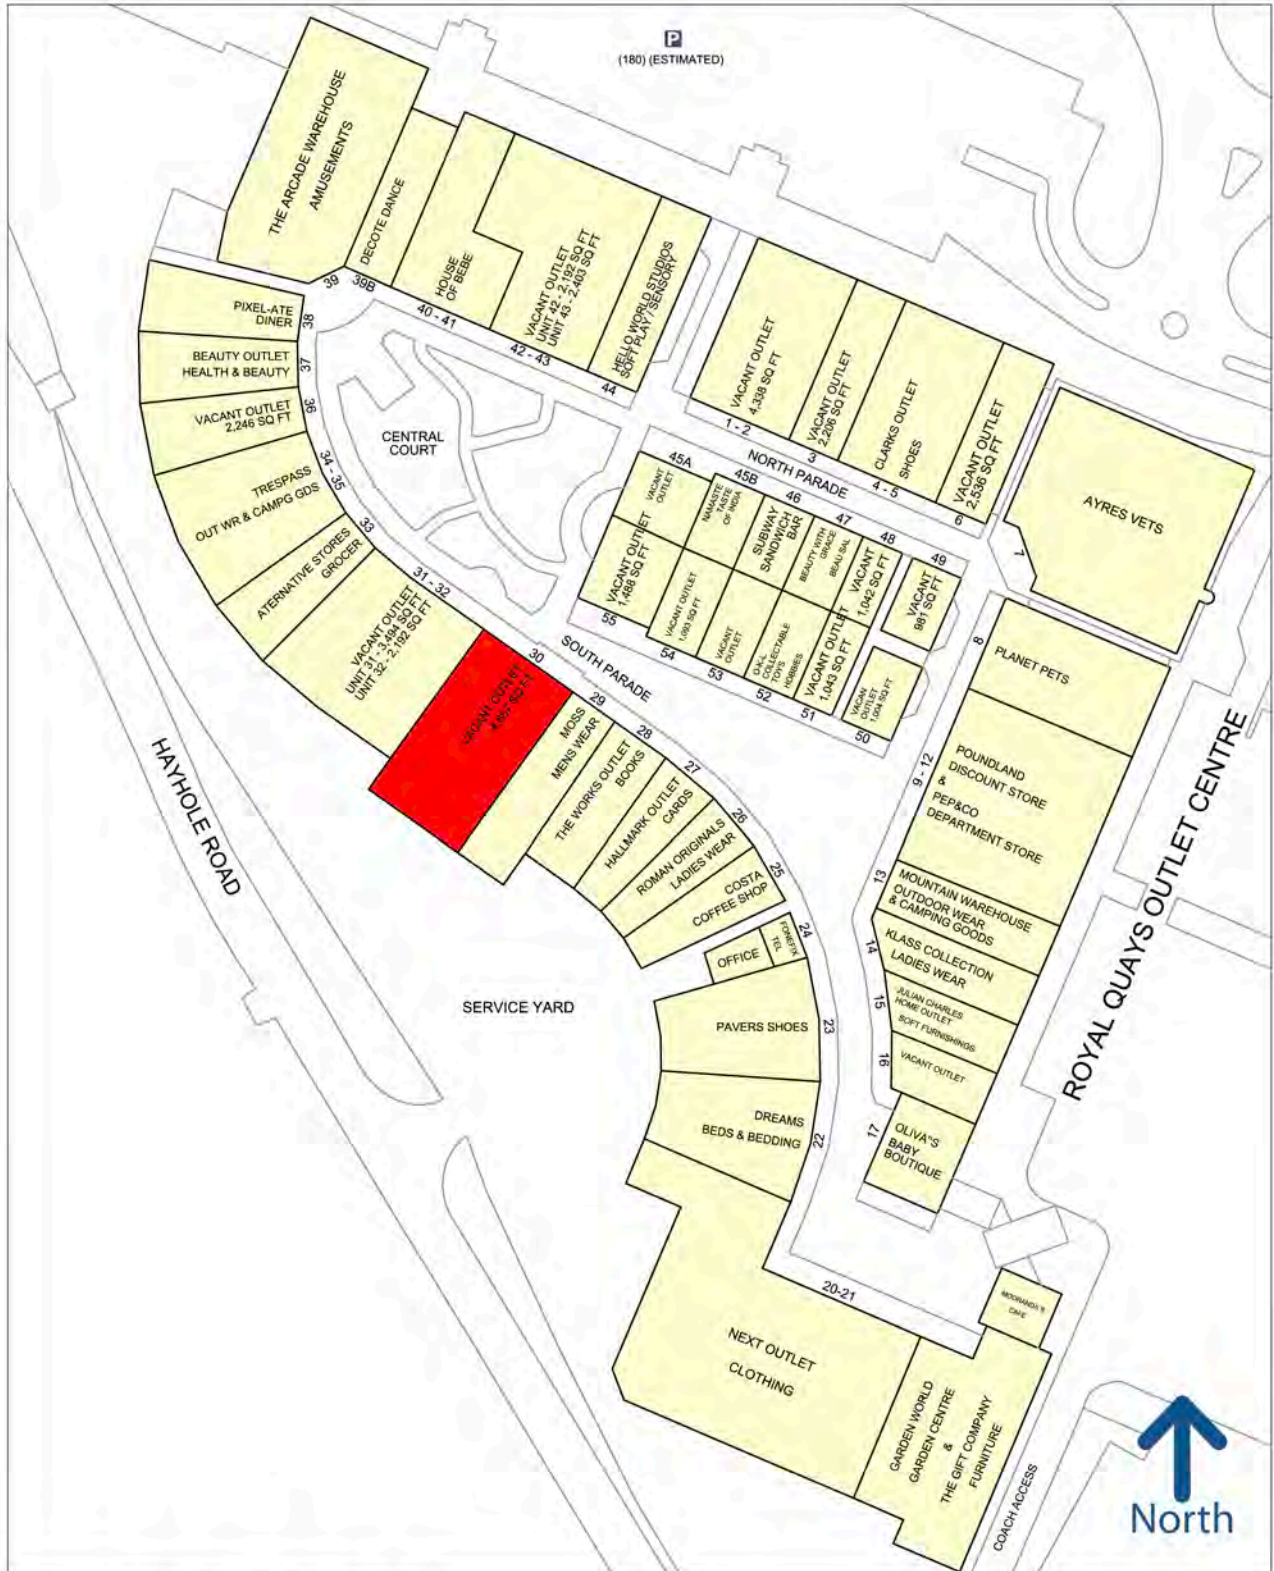 P
(180) (ESTIMATED)
THE ARCADE WAREHOUSE
AMUSEMENTS
DECOTE DANCE
HOUSE
OF BEBE
VACANT OUTLET
UNIT 42 - 2,192 SQ FT
UNIT 43 - 2,403 SQ FT
HELLO WORLD STUDIOS
SOFT PLAY / SENSORY
39
39B
40 - 41
42 - 43
44
VACANT OUTLET
4,338 SQ FT
VACANT OUTLET
2,206 SQ FT
CLARKS OUTLET
SHOES
VACANT OUTLET
2,536 SQ FT
1 - 2
3
4 - 5
6
AYRES VETS
7
PIXEL-ATE
DINER
38
BEAUTY OUTLET
HEALTH & BEAUTY
37
VACANT OUTLET
2,246 SQ FT
36
TRESPASS
OUT WR & CAMPG GDS
34 - 35
ATERNATIVE STORES
GROCER
33
VACANT OUTLET
UNIT 31 - 3,494 SQ FT
UNIT 32 - 2,192 SQ FT
31 - 32
CENTRAL
COURT
NORTH PARADE
SOUTH PARADE
45A
VACANT
OUTLET
45B
NAMASTE
TASTE
OF INDIA
46
SUBWAY
SANDWICH
BAR
47
BEAUTY WITH
GRACE
BEAU SAL
48
VACANT
1,042 SQ FT
49
VACANT
981 SQ FT
VACANT OUTLET
1,488 SQ FT
55
VACANT OUTLET
1,093 SQ FT
54
VACANT
OUTLET
53
COLLECTABLE
TOYS
HOBBIES
52
VACANT OUTLET
1,043 SQ FT
51
VACAN
OUTLET
1,004 SQ FT
50
VACANT OUTLET
SQ FT
30
MOSS
MENS WEAR
29
THE WORKS OUTLET
BOOKS
28
HALLMARK OUTLET
CARDS
27
ROMAN ORIGINALS
LADIES WEAR
26
COSTA
COFFEE SHOP
25
OFFICE
FONEFIX
TEL
24
PAVERS SHOES
23
DREAMS
BEDS & BEDDING
22
NEXT OUTLET
CLOTHING
20-21
GARDEN WORLD
GARDEN CENTRE
&
THE GIFT COMPANY
FURNITURE
MOORANDA'S
CAFE
PLANET PETS
8
POUNDLAND
DISCOUNT STORE
&
PEP&CO
DEPARTMENT STORE
9 - 12
MOUNTAIN WAREHOUSE
OUTDOOR WEAR
& CAMPING GOODS
13
KLASS COLLECTION
LADIES WEAR
14
JULIAN CHARLES
HOME OUTLET
SOFT FURNISHINGS
15
VACANT OUTLET
16
OLIVA"S
BABY
BOUTIQUE
17
HAYHOLE ROAD
SERVICE YARD
ROYAL QUAYS OUTLET CENTRE
COACH ACCESS
North